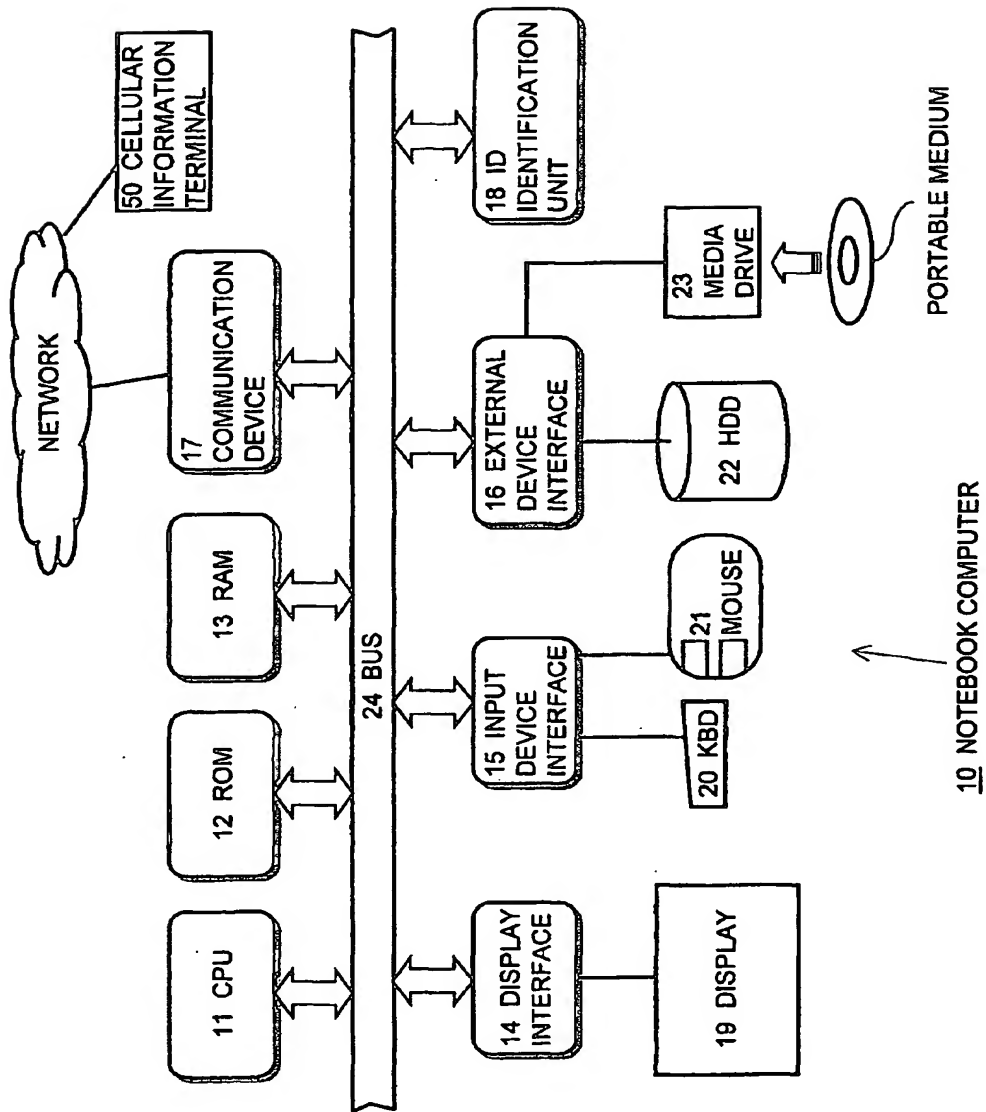 NETWORK
50 CELLULAR
INFORMATION
TERMINAL
11 CPU
12 ROM
13 RAM
17
COMMUNICATION
DEVICE
24 BUS
14 DISPLAY
INTERFACE
15 INPUT
DEVICE
INTERFACE
16 EXTERNAL
DEVICE
INTERFACE
18 ID
IDENTIFICATION
UNIT
19 DISPLAY
20 KBD
21
MOUSE
22 HDD
23
MEDIA
DRIVE
PORTABLE MEDIUM
10 NOTEBOOK COMPUTER